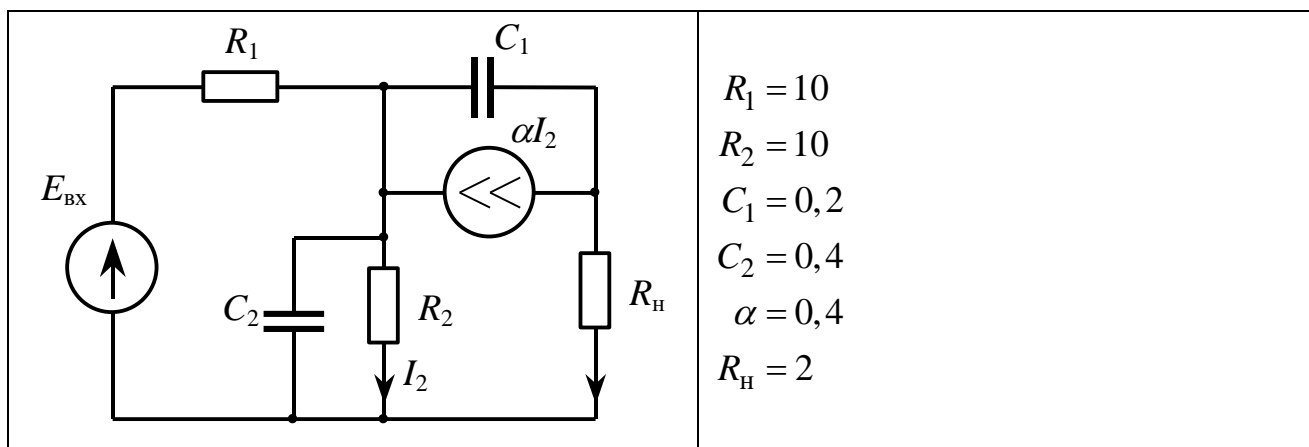 R₁
C₁
αI₂
Eвх
C₂
R₂
Rн
I₂
R₁ = 10
R₂ = 10
C₁ = 0,2
C₂ = 0,4
α = 0,4
Rн = 2